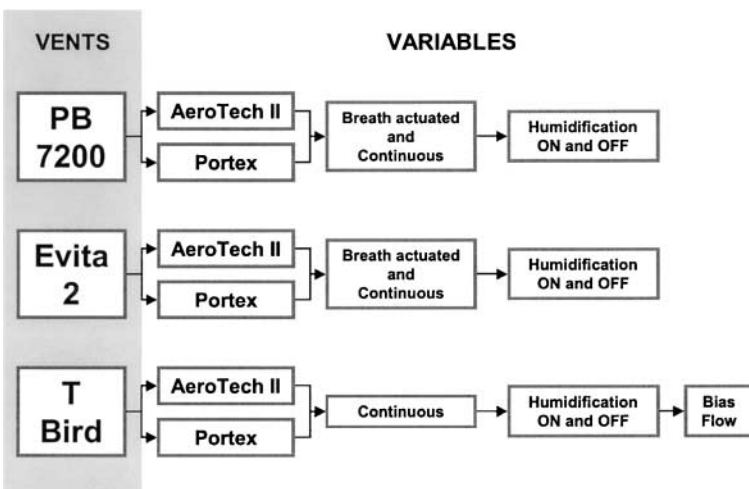 VENTS
VARIABLES
PB
7200
AeroTech II
Portex
Breath actuated
and
Continuous
Humidification
ON and OFF
Evita
2
AeroTech II
Portex
Breath actuated
and
Continuous
Humidification
ON and OFF
T
Bird
AeroTech II
Portex
Continuous
Humidification
ON and OFF
Bias
Flow